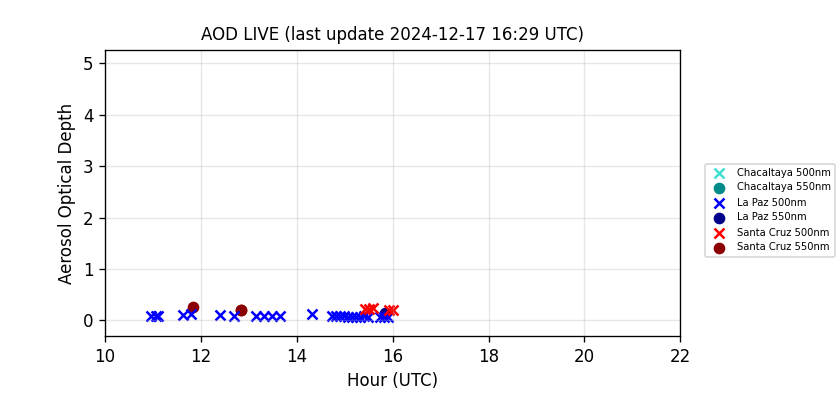 AOD LIVE (last update 2024-12-17 16:29 UTC)
5
4
3
2
1
0
Aerosol Optical Depth
10 12 14 16 18 20 22
Hour (UTC)
Chacaltaya 500nm
Chacaltaya 550nm
La Paz 500nm
La Paz 550nm
Santa Cruz 500nm
Santa Cruz 550nm